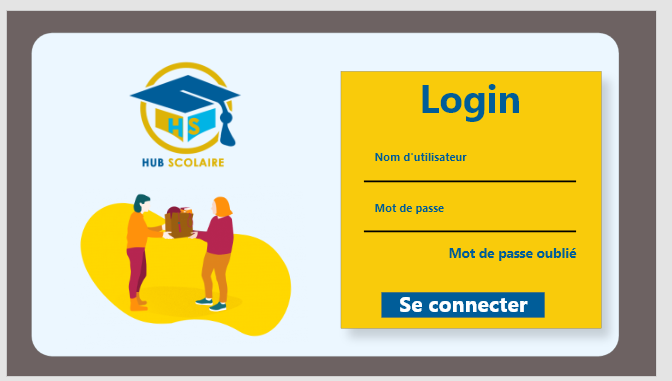 HS
HUB SCOLAIRE
Login
Nom d'utilisateur
Mot de passe
Mot de passe oublié
Se connecter